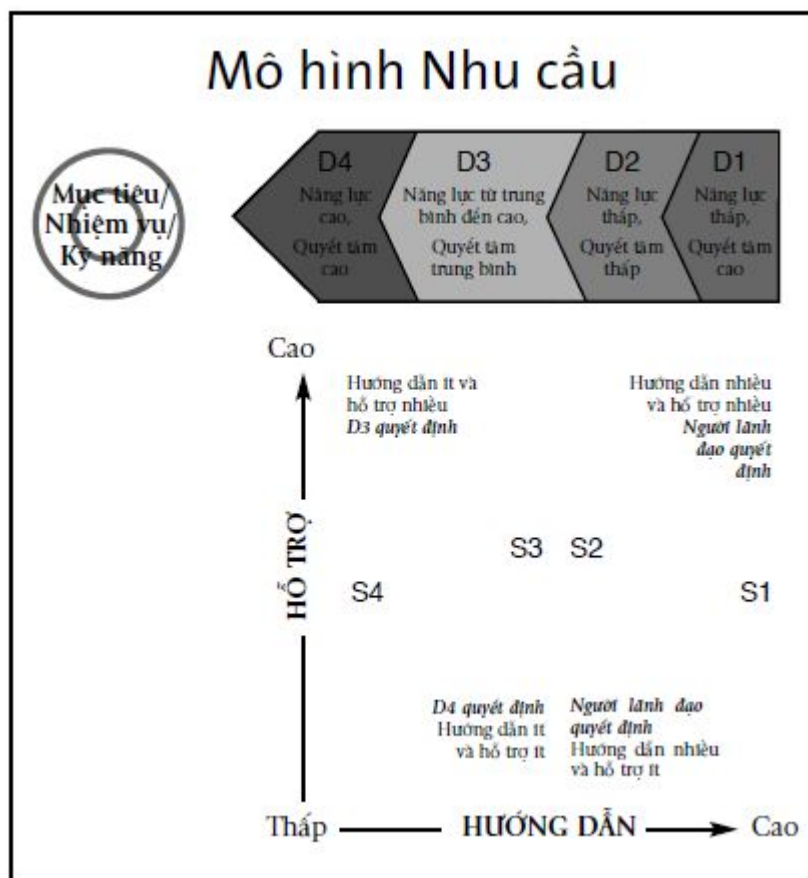 Mô hình Nhu cầu
Mục tiêu/
Nhiệm vụ/
Kỹ năng
D4
Năng lực
cao,
Quyết tâm
cao
D3
Năng lực từ trung
bình đến cao,
Quyết tâm
trung bình
D2
Năng lực
thấp,
Quyết tâm
thấp
D1
Năng lực
thấp,
Quyết tâm
cao
Cao
Hướng dẫn ít và
hỗ trợ nhiều
D3 quyết định
Hướng dẫn nhiều
và hỗ trợ nhiều
Người lãnh
đạo quyết
định
HỖ TRỢ
S3
S2
S4
S1
D4 quyết định
Hướng dẫn ít
và hỗ trợ ít
Người lãnh đạo
quyết định
Hướng dẫn nhiều
và hỗ trợ ít
Thấp
HƯỚNG DẪN
Cao